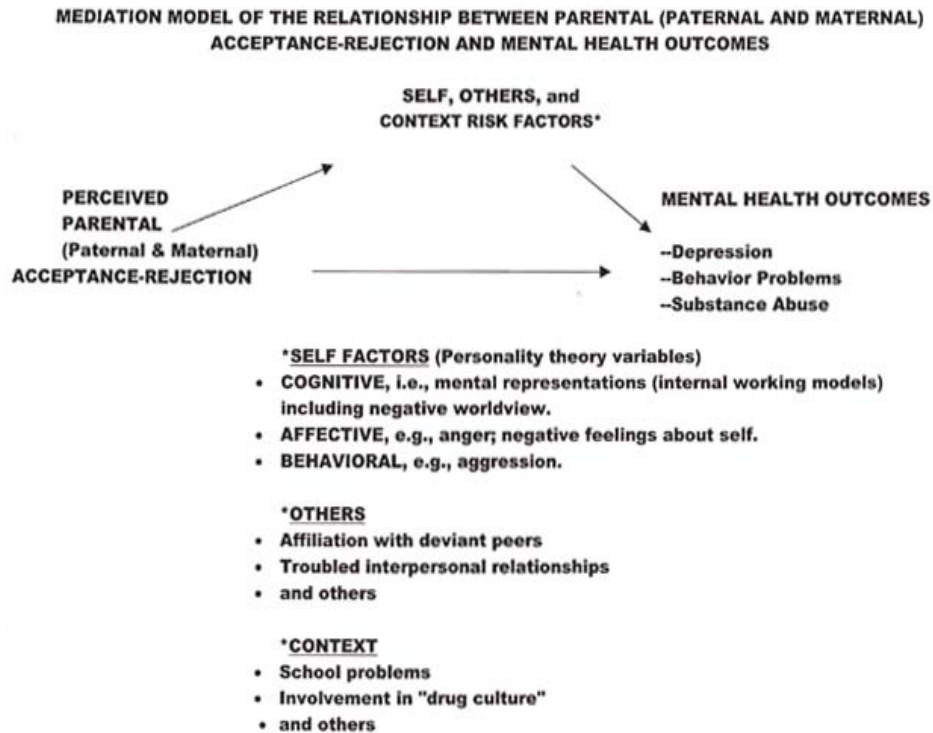 MEDIATION MODEL OF THE RELATIONSHIP BETWEEN PARENTAL (PATERNAL AND MATERNAL)
ACCEPTANCE-REJECTION AND MENTAL HEALTH OUTCOMES
SELF, OTHERS, and
CONTEXT RISK FACTORS*
PERCEIVED
PARENTAL
(Paternal & Maternal)
ACCEPTANCE-REJECTION
MENTAL HEALTH OUTCOMES
--Depression
--Behavior Problems
--Substance Abuse
*SELF FACTORS (Personality theory variables)
• COGNITIVE, i.e., mental representations (internal working models)
including negative worldview.
• AFFECTIVE, e.g., anger; negative feelings about self.
• BEHAVIORAL, e.g., aggression.
*OTHERS
• Affiliation with deviant peers
• Troubled interpersonal relationships
• and others
*CONTEXT
• School problems
• Involvement in "drug culture"
• and others